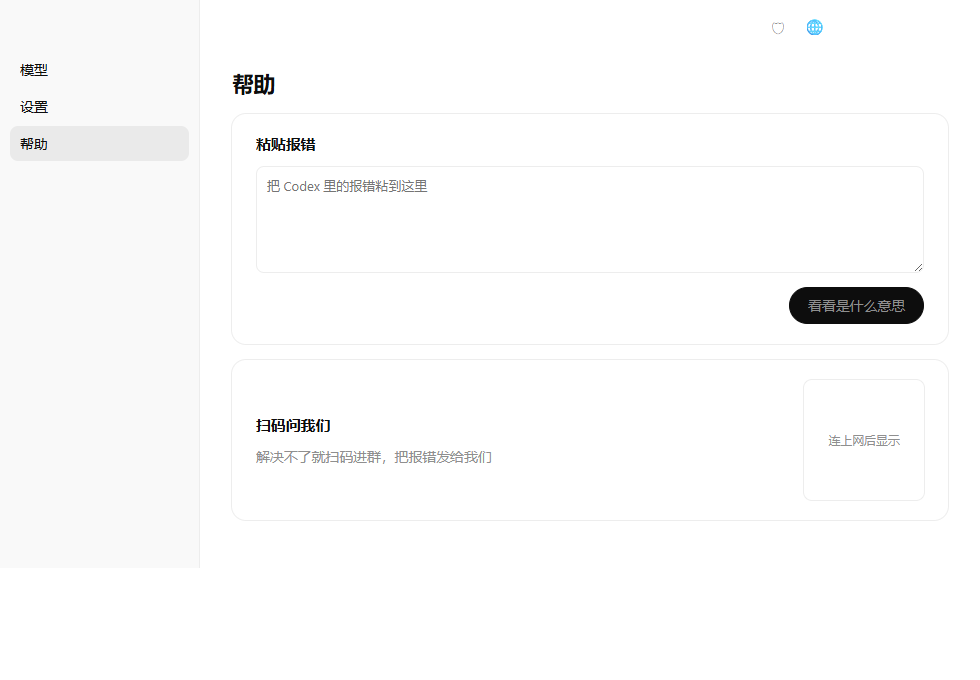 模型
设置
帮助
帮助
粘贴报错
把 Codex 里的报错粘到这里
看看是什么意思
扫码问我们
解决不了就扫码进群，把报错发给我们
连上网后显示